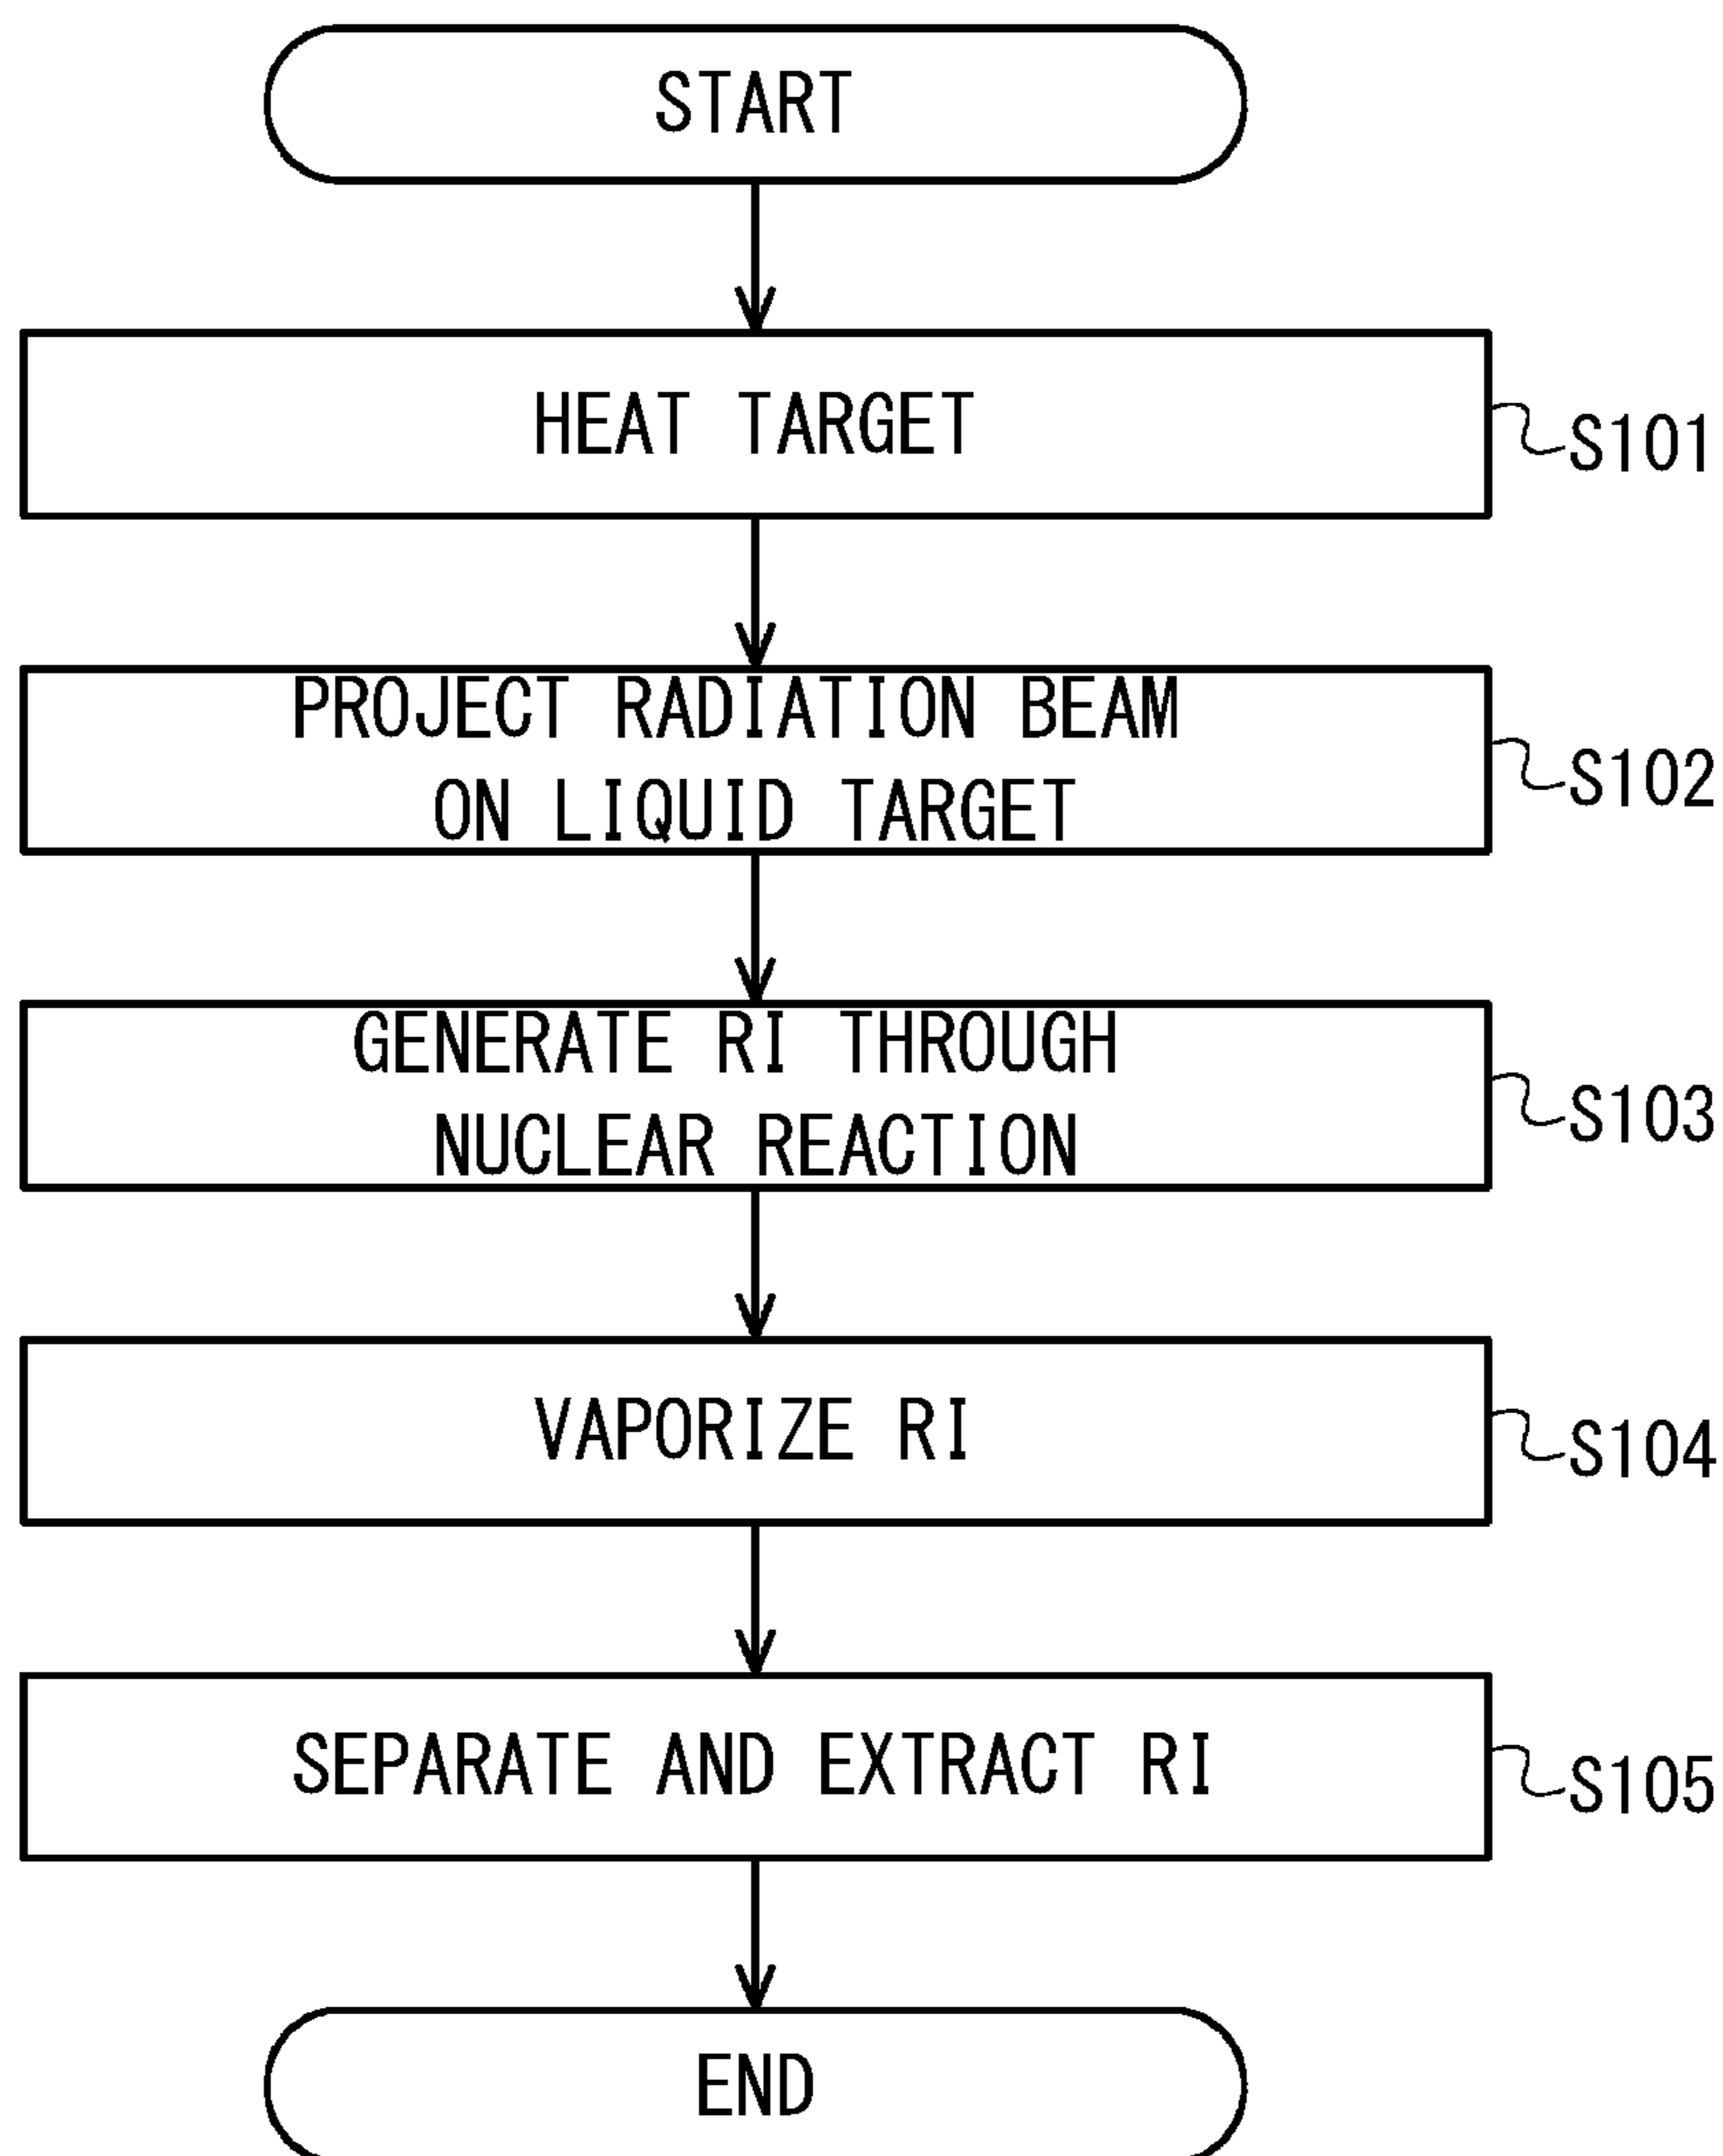 START
HEAT TARGET
S101
PROJECT RADIATION BEAM
ON LIQUID TARGET
S102
GENERATE RI THROUGH
NUCLEAR REACTION
S103
VAPORIZE RI
S104
SEPARATE AND EXTRACT RI
S105
END